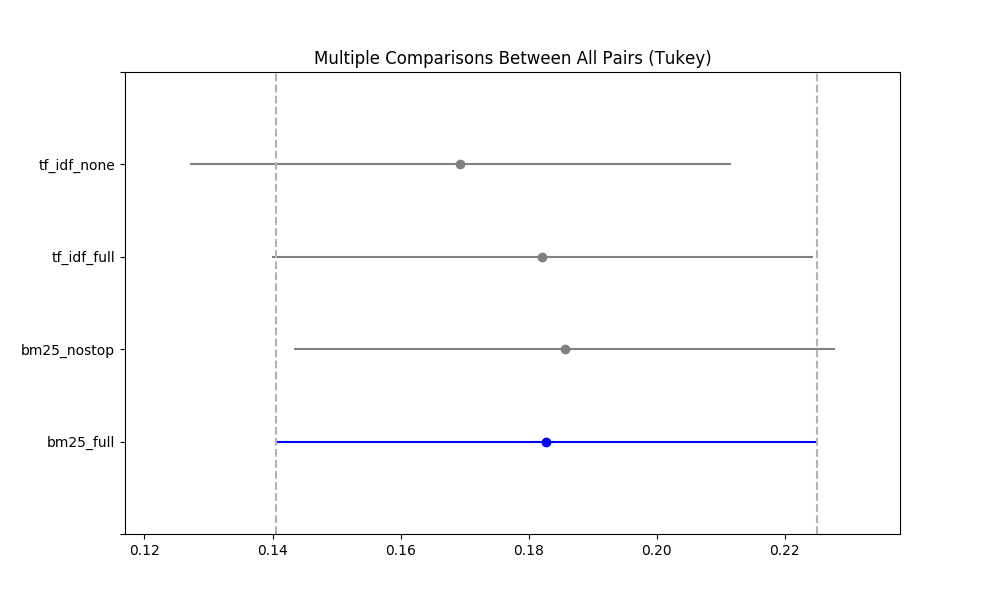 Multiple Comparisons Between All Pairs (Tukey)
tf_idf_none
tf_idf_full
bm25_nostop
bm25_full
0.12 0.14 0.16 0.18 0.20 0.22